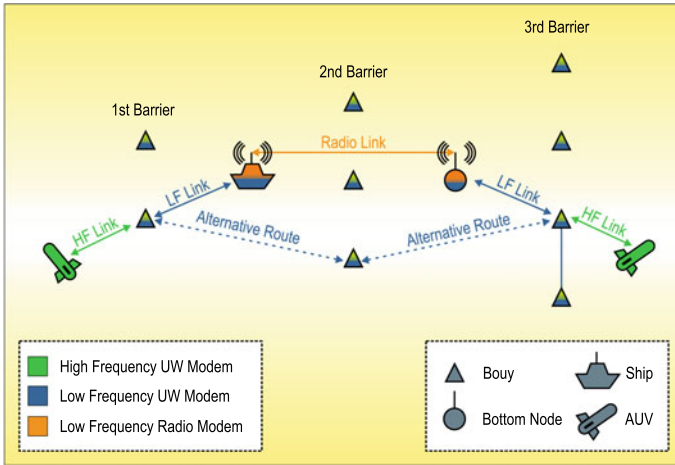 3rd Barrier
2nd Barrier
1st Barrier
Radio Link
LF Link
LF Link
HF Link
Alternative Route
Alternative Route
HF Link
High Frequency UW Modem
Low Frequency UW Modem
Low Frequency Radio Modem
Bouy
Ship
Bottom Node
AUV